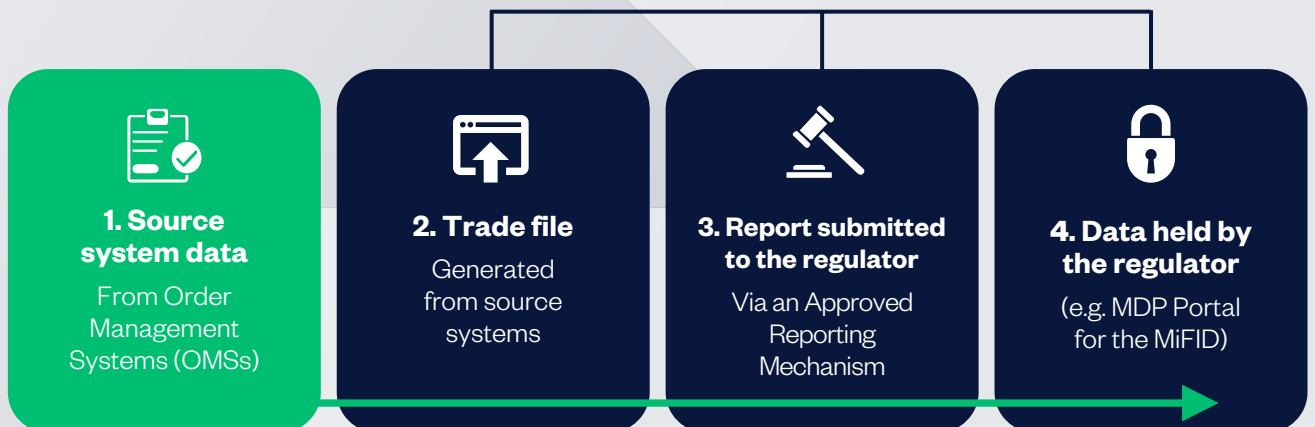 1. Source
system data
From Order
Management
Systems (OMSs)
2. Trade file
Generated
from source
systems
3. Report submitted
to the regulator
Via an Approved
Reporting
Mechanism
4. Data held by
the regulator
(e.g. MDP Portal
for the MiFID)